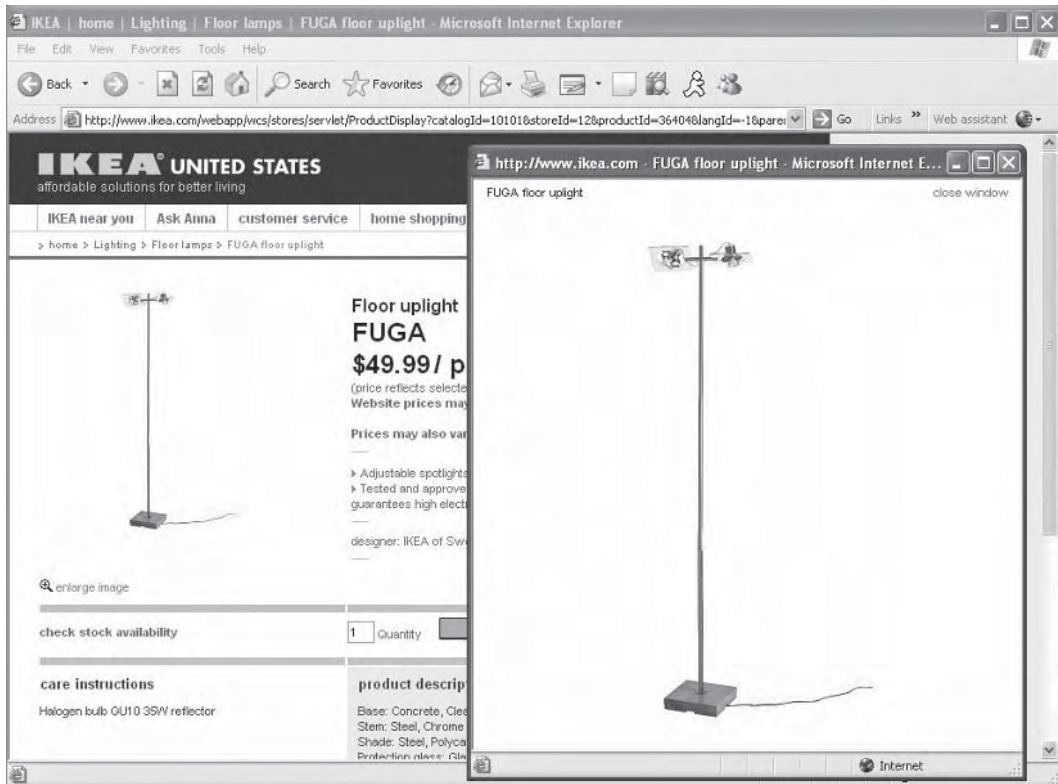 IKEA | home | Lighting | Floor lamps | FUGA floor uplight - Microsoft Internet Explorer
File Edit View Favorites Tools Help
Back Search Favorites
Address http://www.ikea.com/webapp/wcs/stores/servlet/ProductDisplay?catalogId=10101&storeId=12&productId=36404&langId=-1&parei Go Links » Web assistant
IKEA® UNITED STATES
affordable solutions for better living
IKEA near you Ask Anna customer service home shopping
> home > Lighting > Floor lamps > FUGA floor uplight
Floor uplight
FUGA
$49.99/ p
(price reflects selecte
Website prices may
Prices may also var
Adjustable spotlights
Tested and approve
guarantees high electr
designer: IKEA of Swe
enlarge image
check stock availability
1 Quantity
care instructions
Halogen bulb GU10 35W reflector
product descrip
Base: Concrete, Clea
Stem: Steel, Chrome
Shade: Steel, Polyca
Protection glass: Gla
http://www.ikea.com - FUGA floor uplight - Microsoft Internet E...
FUGA floor uplight close window
Internet